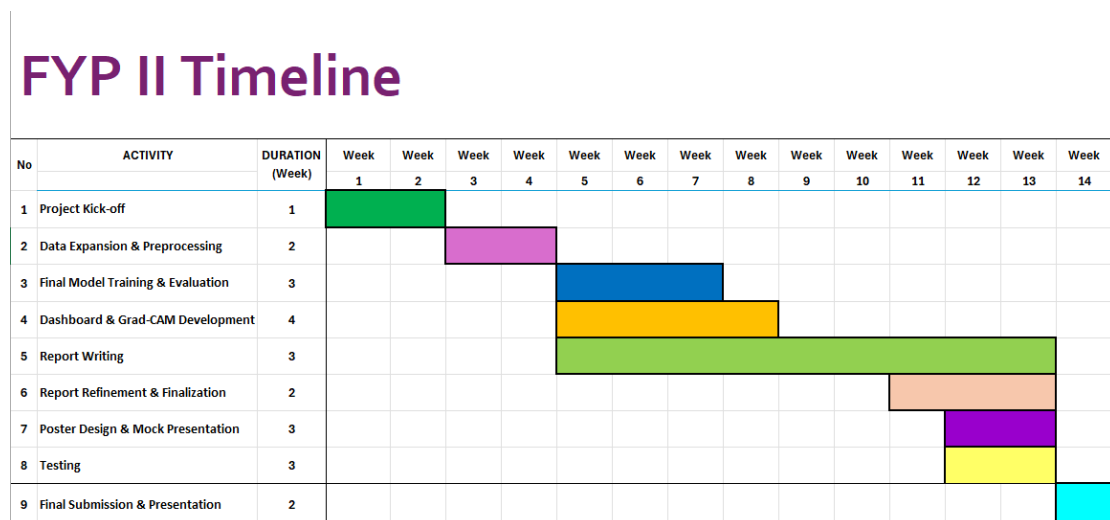 FYP II Timeline
No ACTIVITY DURATION (Week) Week Week Week Week Week Week Week Week Week Week Week Week Week Week
1 2 3 4 5 6 7 8 9 10 11 12 13 14
1 Project Kick-off 1
2 Data Expansion & Preprocessing 2
3 Final Model Training & Evaluation 3
4 Dashboard & Grad-CAM Development 4
5 Report Writing 3
6 Report Refinement & Finalization 2
7 Poster Design & Mock Presentation 3
8 Testing 3
9 Final Submission & Presentation 2